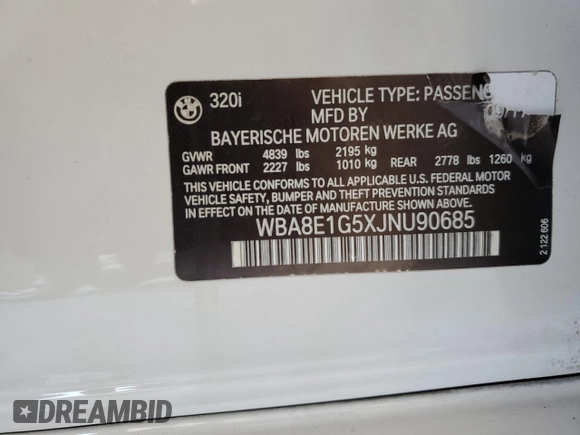 BMW
320i
VEHICLE TYPE: PASSENG
MFD BY
BAYERISCHE MOTOREN WERKE AG
GVWR 4839 lbs 2195 kg
GAWR FRONT 2227 lbs 1010 kg REAR 2778 lbs 1260 kg
THIS VEHICLE CONFORMS TO ALL APPLICABLE U.S. FEDERAL MOTOR
VEHICLE SAFETY, BUMPER AND THEFT PREVENTION STANDARDS
IN EFFECT ON THE DATE OF MANUFACTURE SHOWN ABOVE.
WBA8E1G5XJNU90685
2 122 606
DREAMBID